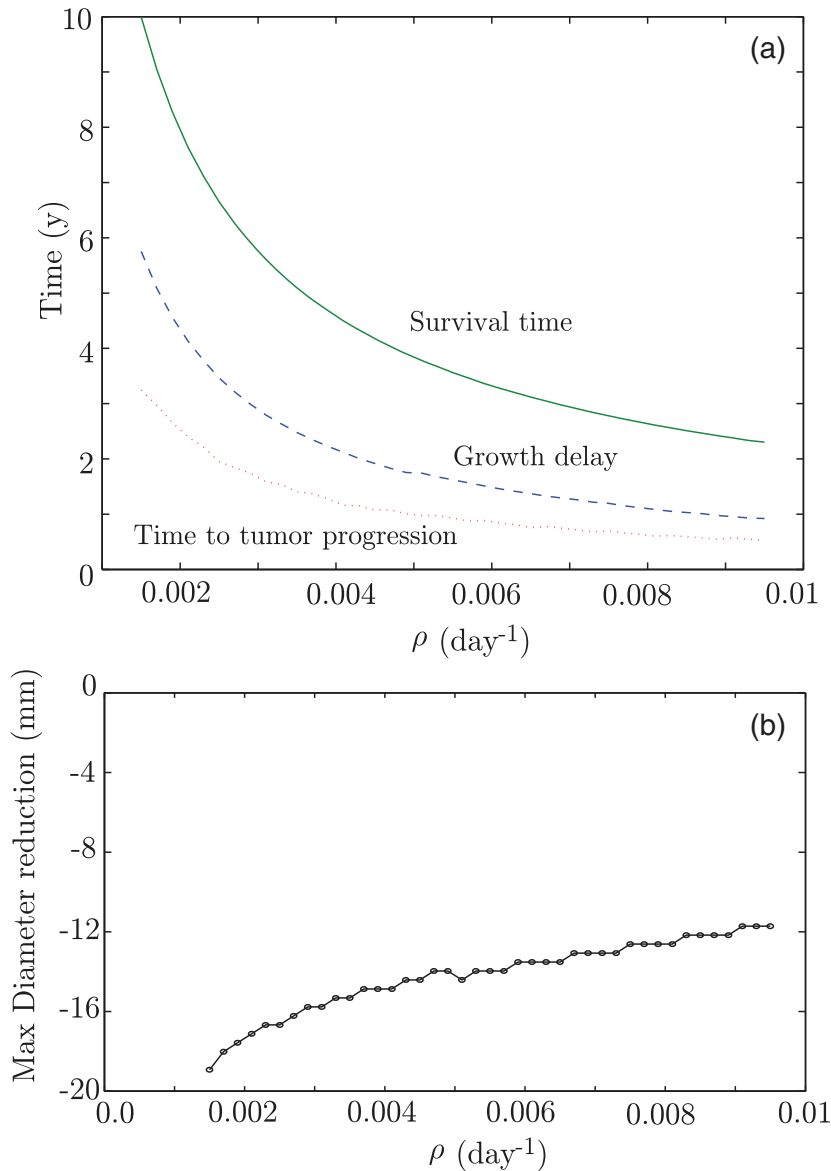 (a)
10
8
6
4
2
0
Time (y)
Survival time
Growth delay
Time to tumor progression
0.002 0.004 0.006 0.008 0.01
ρ (day-1)
(b)
0
-4
-8
-12
-16
-20
Max Diameter reduction (mm)
0.0 0.002 0.004 0.006 0.008 0.01
ρ (day-1)